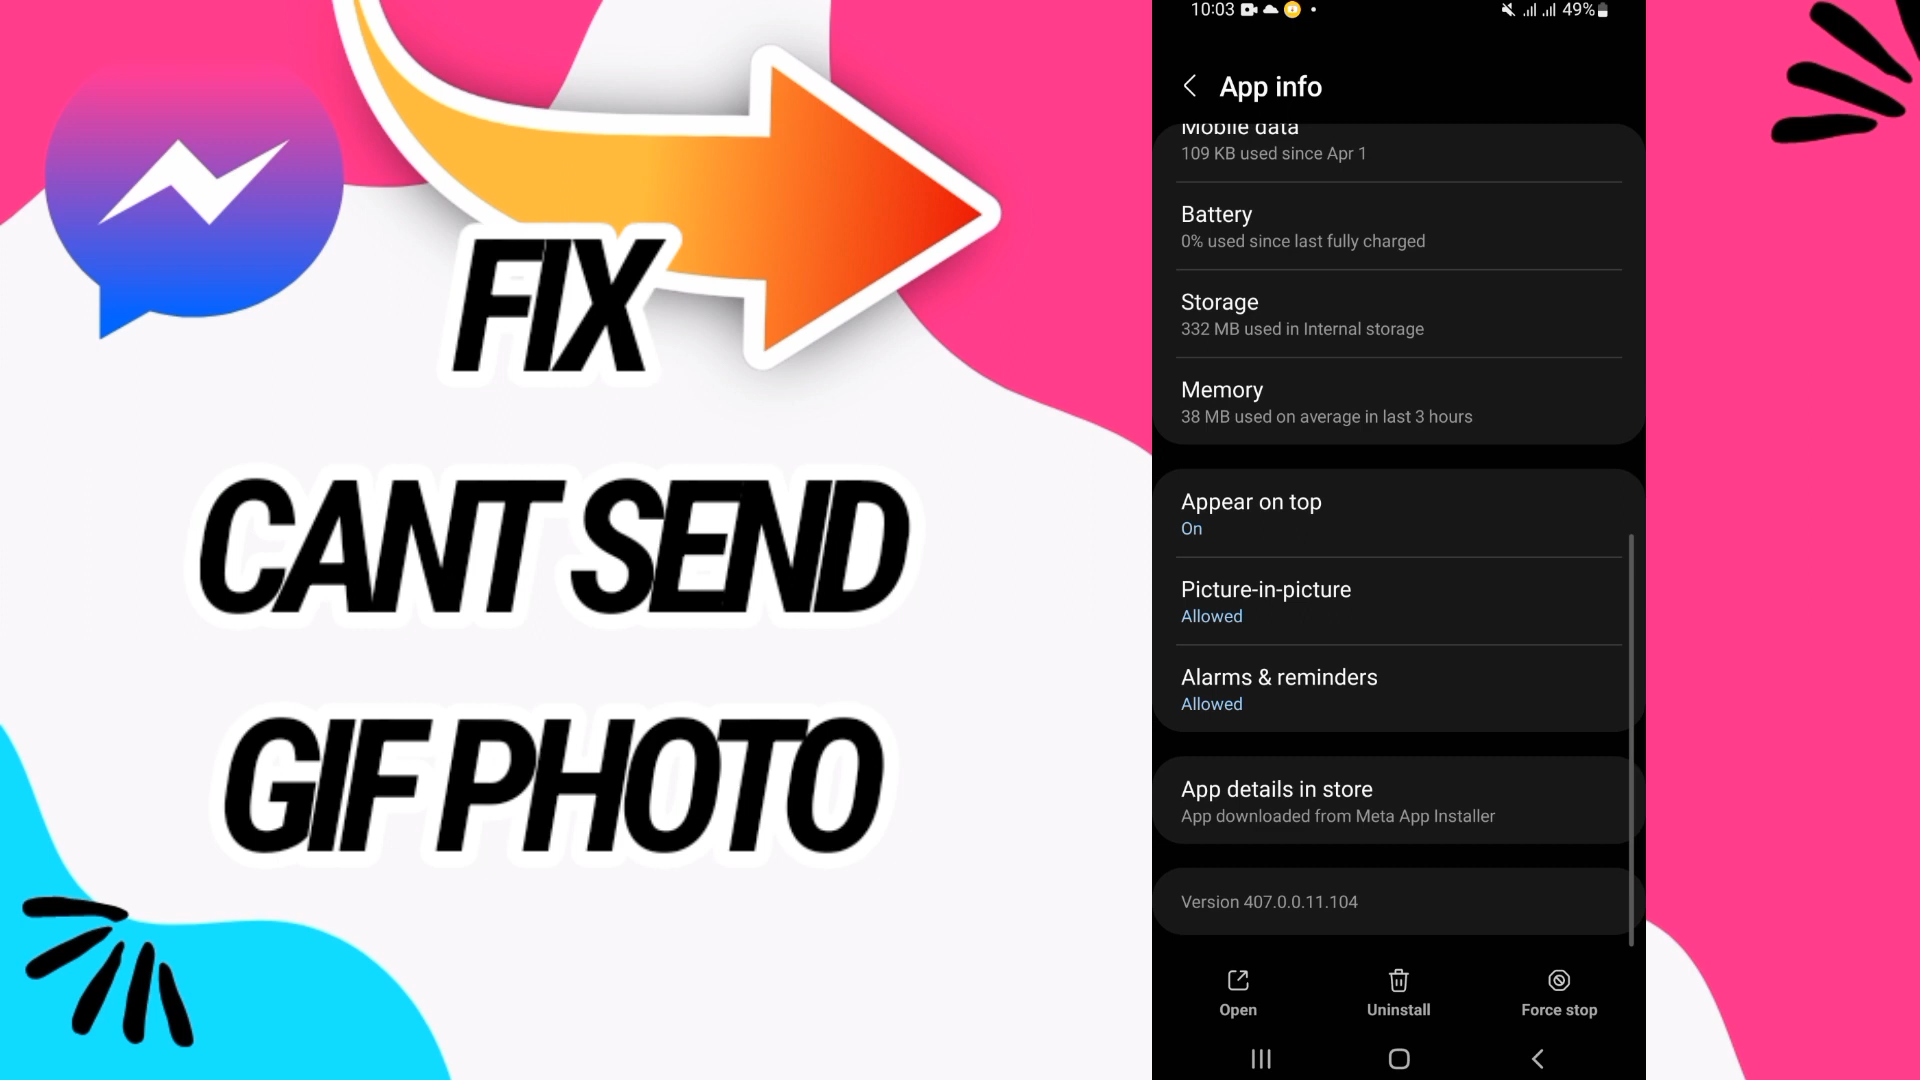 FIX
CANT SEND
GIF PHOTO
10:03
49%
App info
Mobile data
109 KB used since Apr 1
Battery
0% used since last fully charged
Storage
332 MB used in Internal storage
Memory
38 MB used on average in last 3 hours
Appear on top
On
Picture-in-picture
Allowed
Alarms & reminders
Allowed
App details in store
App downloaded from Meta App Installer
Version 407.0.0.11.104
Open
Uninstall
Force stop